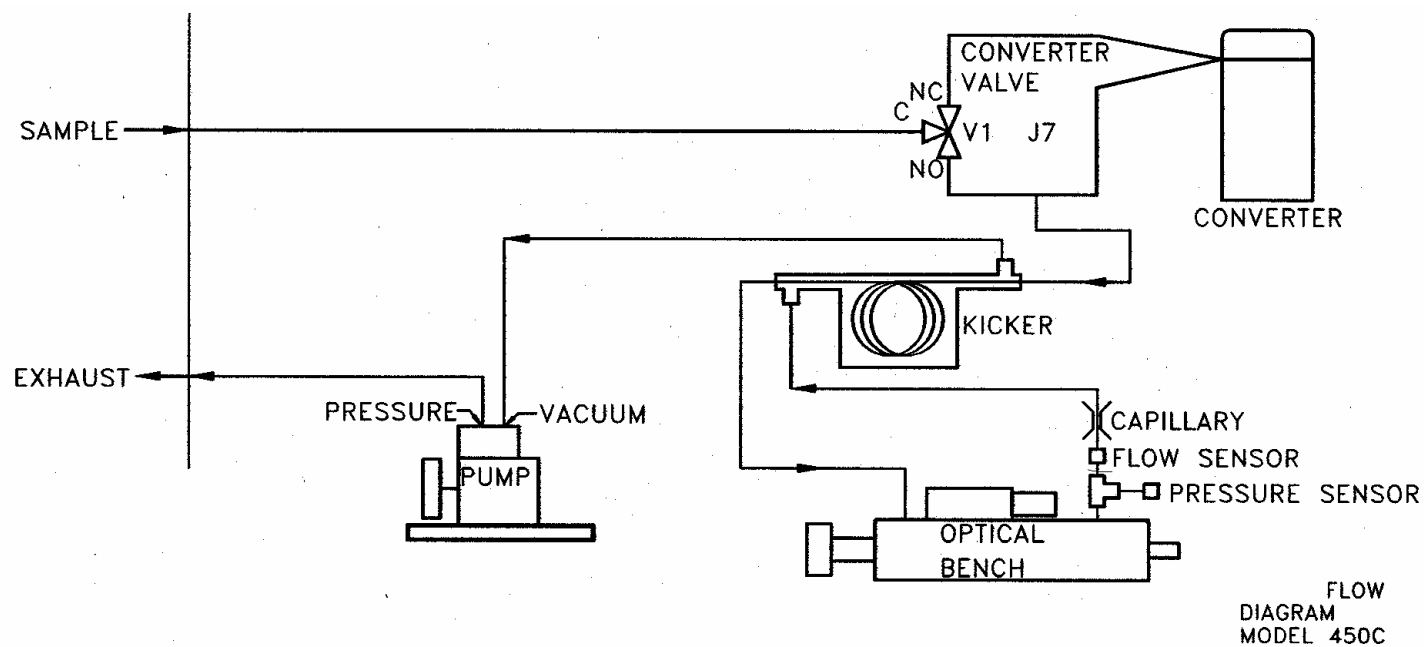 CONVERTER
VALVE
NC
C
SAMPLE
V1
J7
NO
CONVERTER
KICKER
EXHAUST
PRESSURE
VACUUM
CAPILLARY
FLOW SENSOR
PUMP
PRESSURE SENSOR
OPTICAL
BENCH
FLOW
DIAGRAM
MODEL 450C